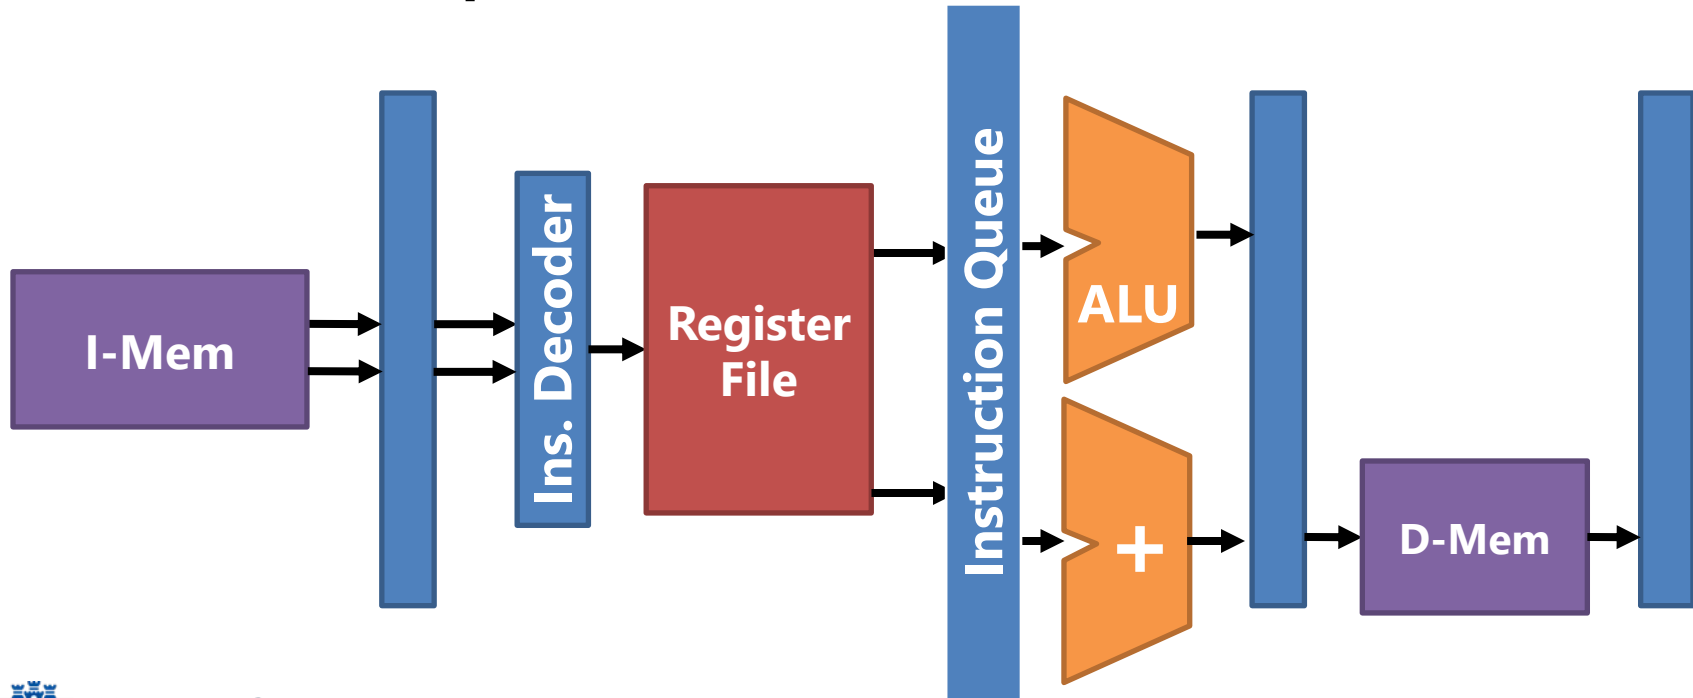 I-Mem
Ins. Decoder
Register
File
Instruction Queue
ALU
+
D-Mem